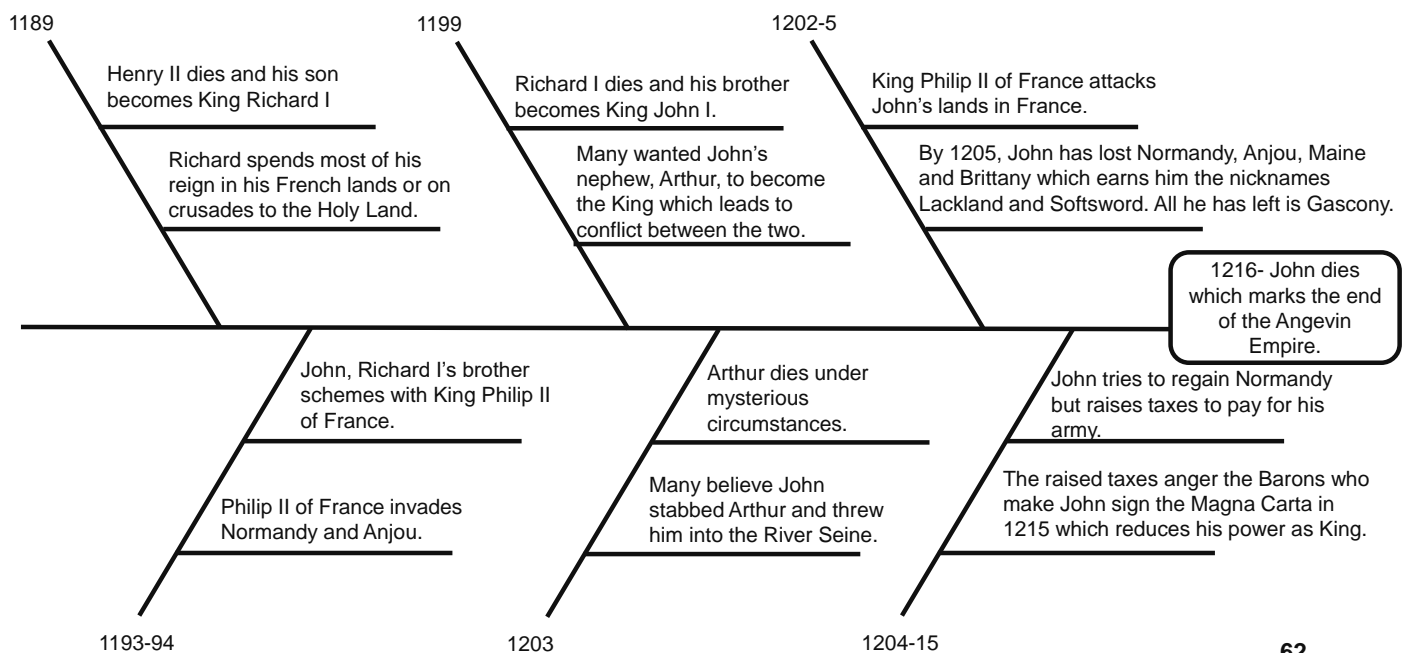 1189
Henry II dies and his son
becomes King Richard I
Richard spends most of his
reign in his French lands or on
crusades to the Holy Land.
1199
Richard I dies and his brother
becomes King John I.
Many wanted John's
nephew, Arthur, to become
the King which leads to
conflict between the two.
1202-5
King Philip II of France attacks
John's lands in France.
By 1205, John has lost Normandy, Anjou, Maine
and Brittany which earns him the nicknames
Lackland and Softsword. All he has left is Gascony.
1216- John dies
which marks the end
of the Angevin
Empire.
John, Richard I's brother
schemes with King Philip II
of France.
Philip II of France invades
Normandy and Anjou.
1193-94
Arthur dies under
mysterious
circumstances.
Many believe John
stabbed Arthur and threw
him into the River Seine.
1203
John tries to regain Normandy
but raises taxes to pay for his
army.
The raised taxes anger the Barons who
make John sign the Magna Carta in
1215 which reduces his power as King.
1204-15
62